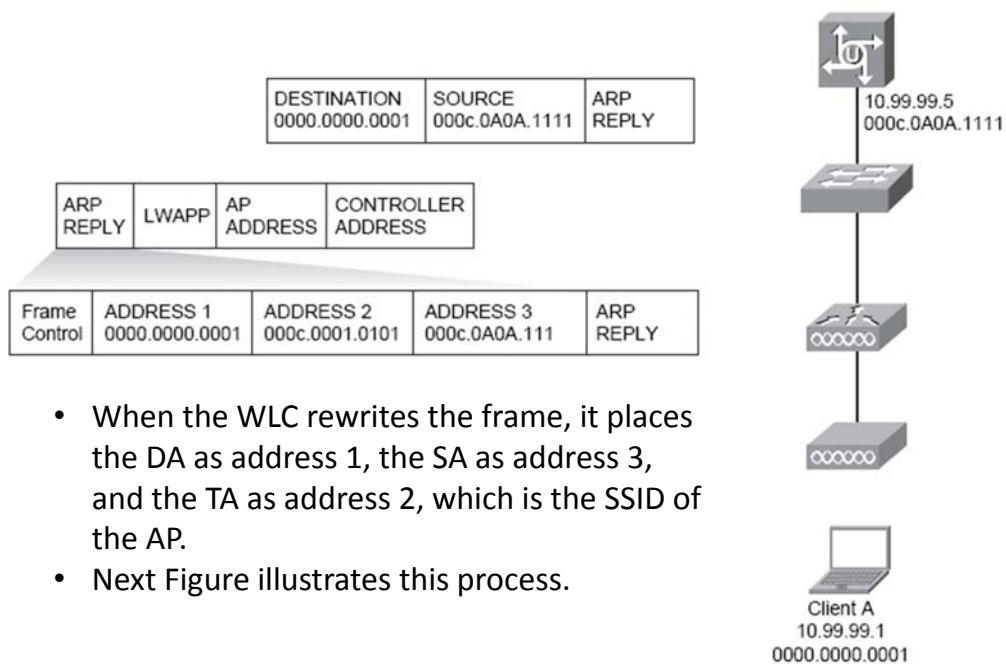 DESTINATION
0000.0000.0001
SOURCE
000c.0A0A.1111
ARP
REPLY
ARP
REPLY
LWAPP
AP
ADDRESS
CONTROLLER
ADDRESS
Frame
Control
ADDRESS 1
0000.0000.0001
ADDRESS 2
000c.0001.0101
ADDRESS 3
000c.0A0A.111
ARP
REPLY
• When the WLC rewrites the frame, it places
the DA as address 1, the SA as address 3,
and the TA as address 2, which is the SSID of
the AP.
• Next Figure illustrates this process.
U
10.99.99.5
000c.0A0A.1111
Client A
10.99.99.1
0000.0000.0001